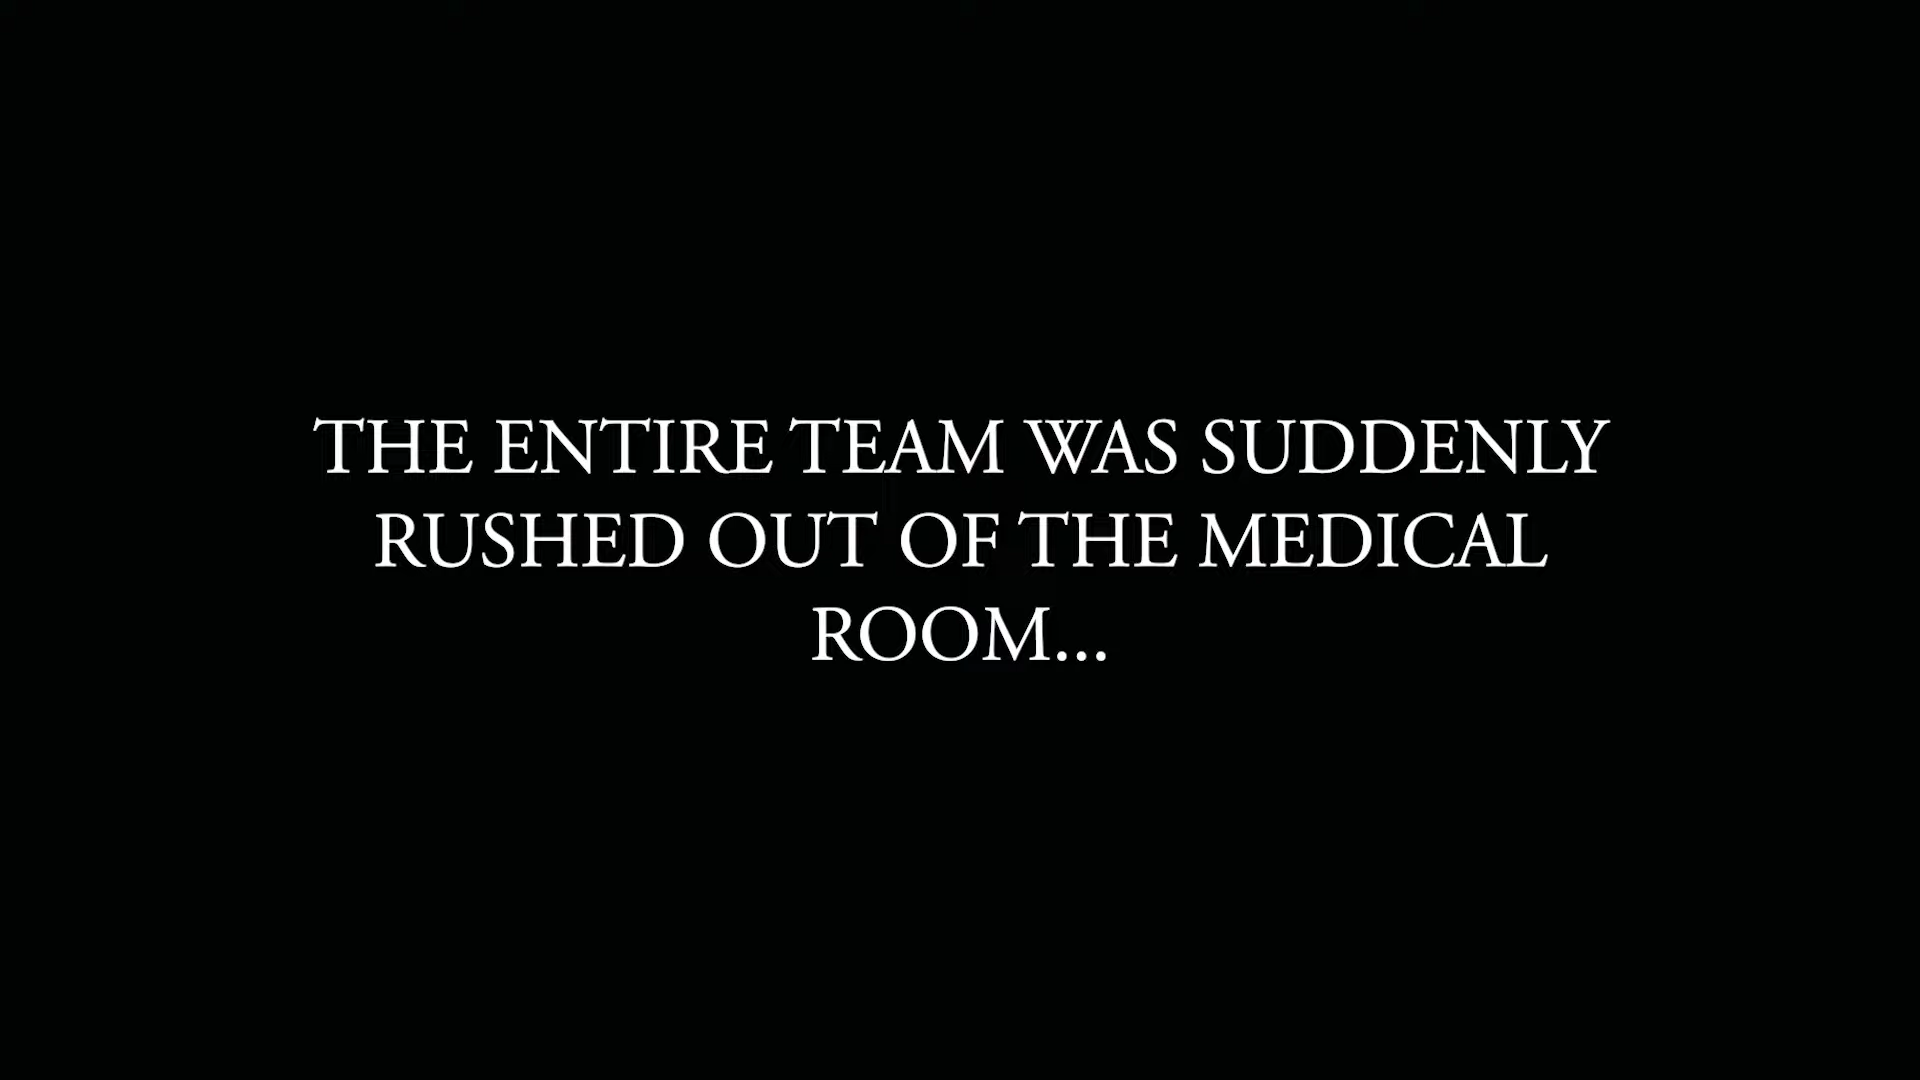 THE ENTIRE TEAM WAS SUDDENLY
RUSHED OUT OF THE MEDICAL
ROOM...